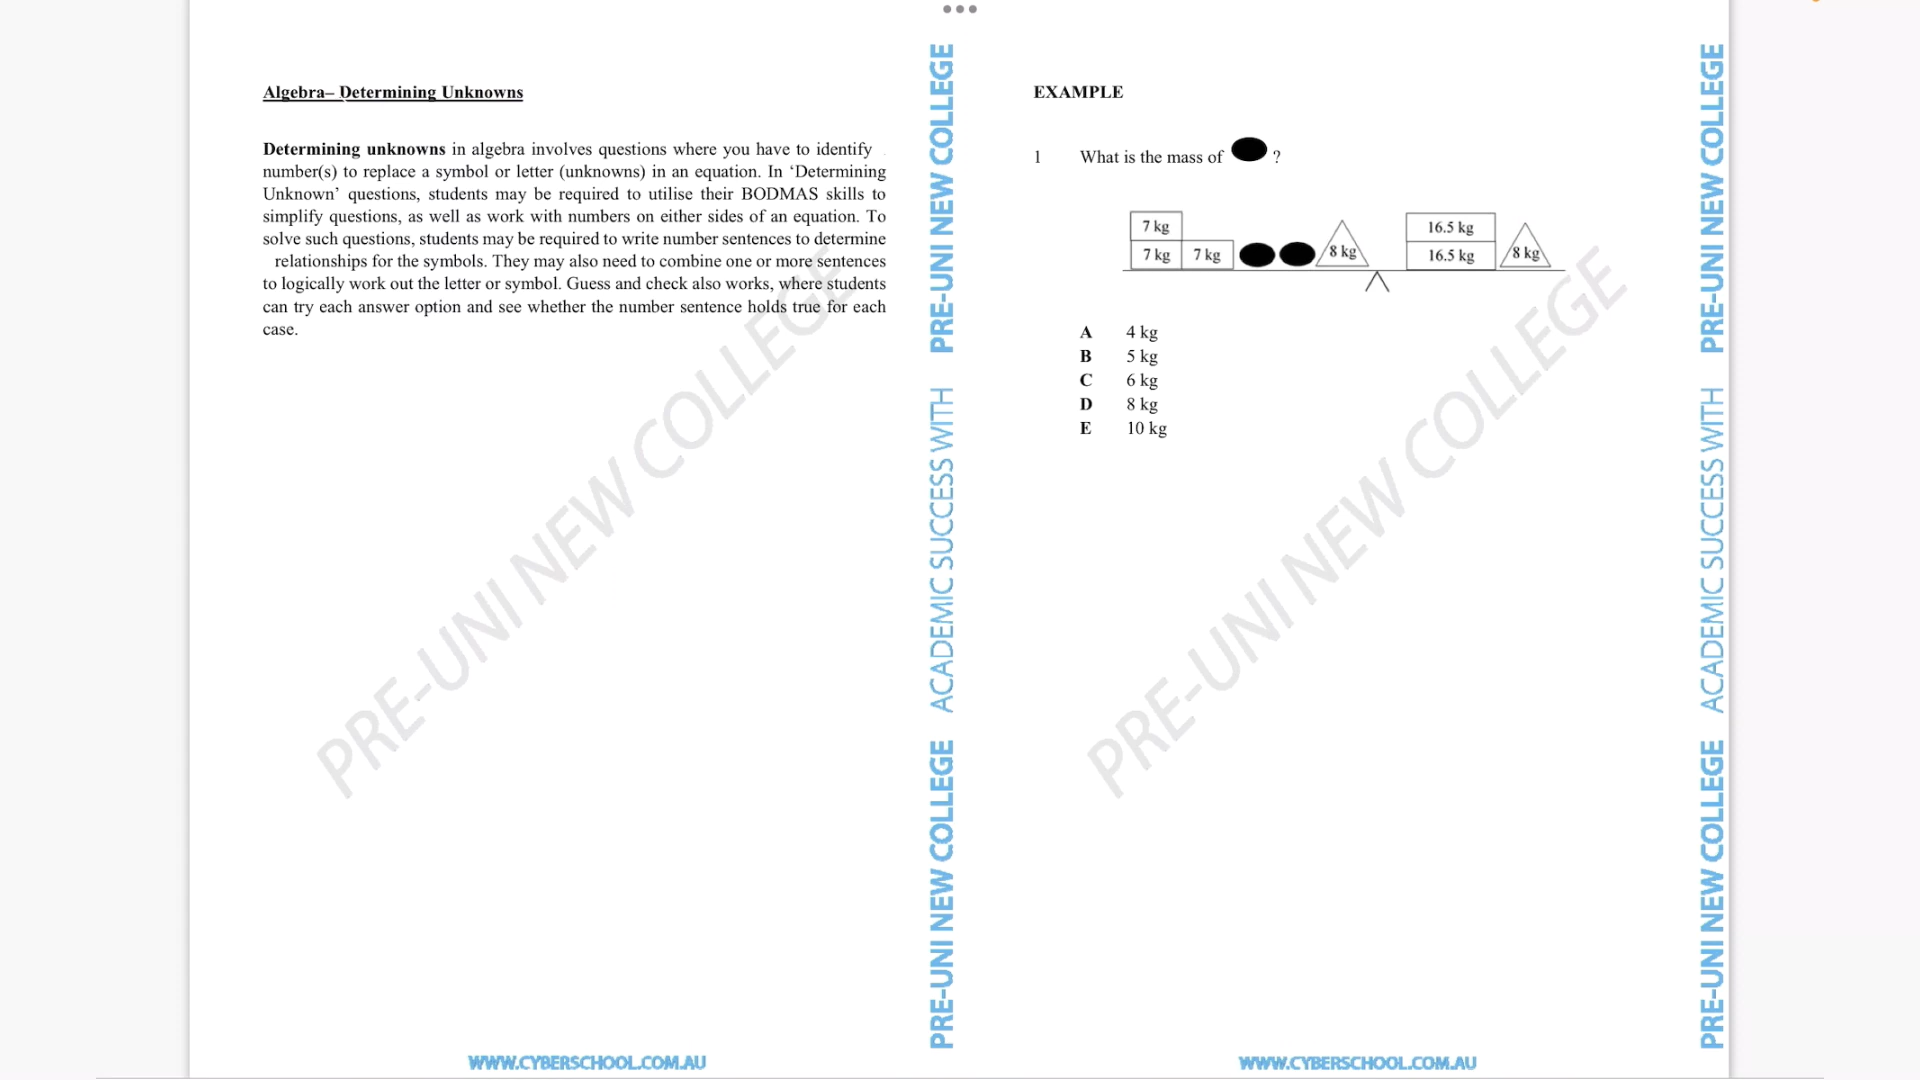 Algebra– Determining Unknowns
Determining unknowns in algebra involves questions where you have to identify
number(s) to replace a symbol or letter (unknowns) in an equation. In ‘Determining
Unknown’ questions, students may be required to utilise their BODMAS skills to
simplify questions, as well as work with numbers on either sides of an equation. To
solve such questions, students may be required to write number sentences to determine
relationships for the symbols. They may also need to combine one or more sentences
to logically work out the letter or symbol. Guess and check also works, where students
can try each answer option and see whether the number sentence holds true for each
case.
PRE-UNI NEW COLLEGE
WWW.CYBERSCHOOL.COM.AU
PRE-UNI NEW COLLEGE ACADEMIC SUCCESS WITH PRE-UNI NEW COLLEGE
EXAMPLE
1 What is the mass of ?
7 kg
7 kg 7 kg 8 kg
16.5 kg
16.5 kg 8 kg
A 4 kg
B 5 kg
C 6 kg
D 8 kg
E 10 kg
PRE-UNI NEW COLLEGE
WWW.CYBERSCHOOL.COM.AU
PRE-UNI NEW COLLEGE ACADEMIC SUCCESS WITH PRE-UNI NEW COLLEGE